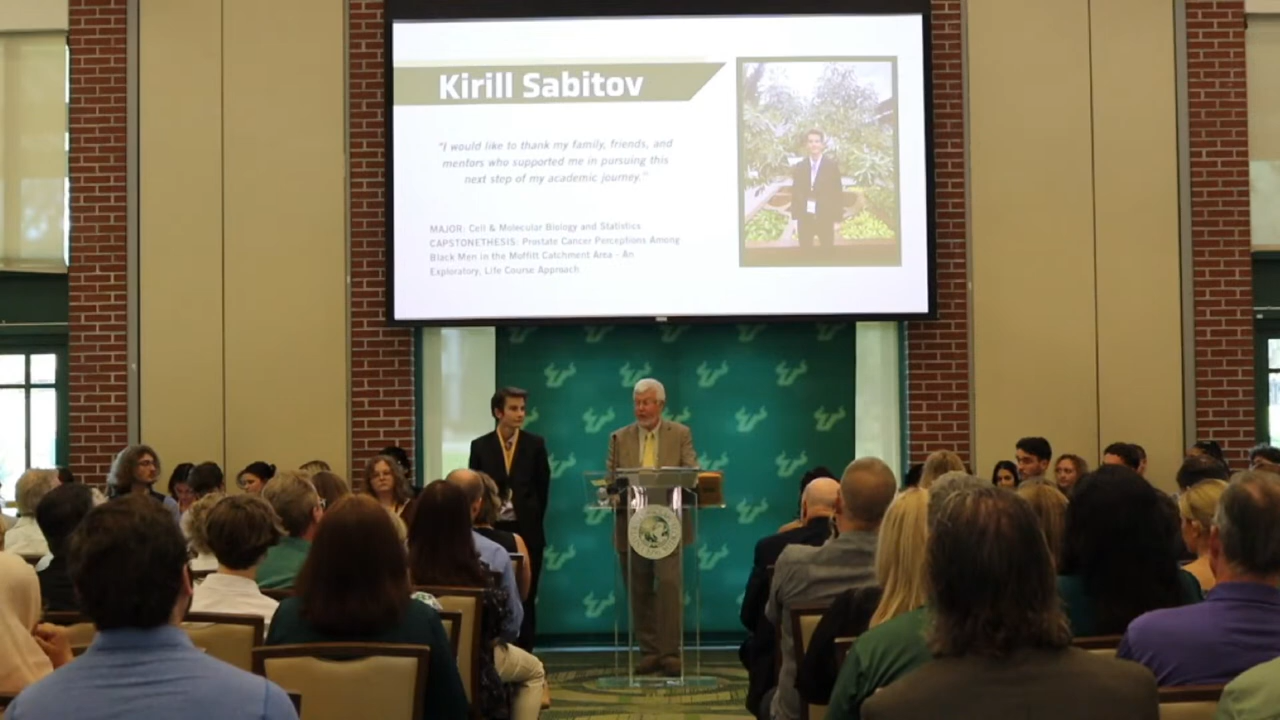 Kirill Sabitov
"I would like to thank my family, friends, and
mentors who supported me in pursuing this
next step of my academic journey."
MAJOR: Cell & Molecular Biology and Statistics
CAPSTONETHESIS: Prostate Cancer Perceptions Among
Black Men in the Moffitt Catchment Area - An
Exploratory, Life Course Approach